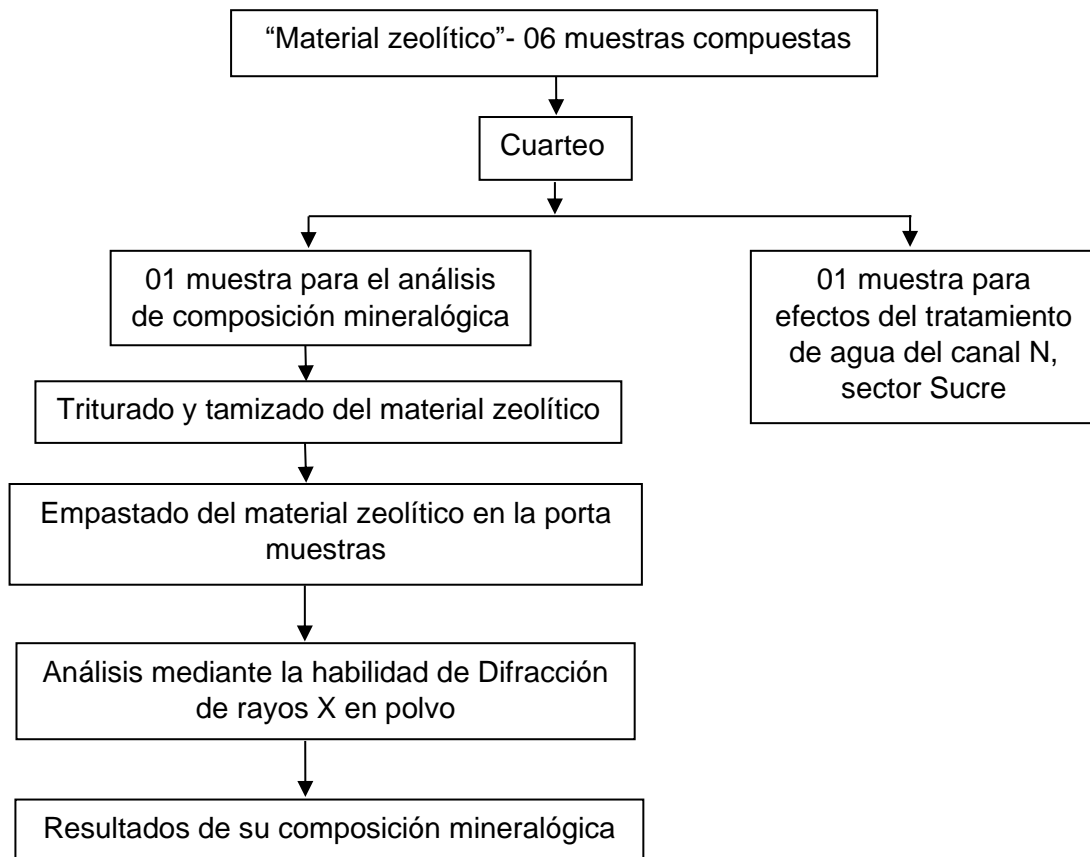 “Material zeolítico”- 06 muestras compuestas
Cuarteo
01 muestra para el análisis
de composición mineralógica
01 muestra para
efectos del tratamiento
de agua del canal N,
sector Sucre
Triturado y tamizado del material zeolítico
Empastado del material zeolítico en la porta
muestras
Análisis mediante la habilidad de Difracción
de rayos X en polvo
Resultados de su composición mineralógica